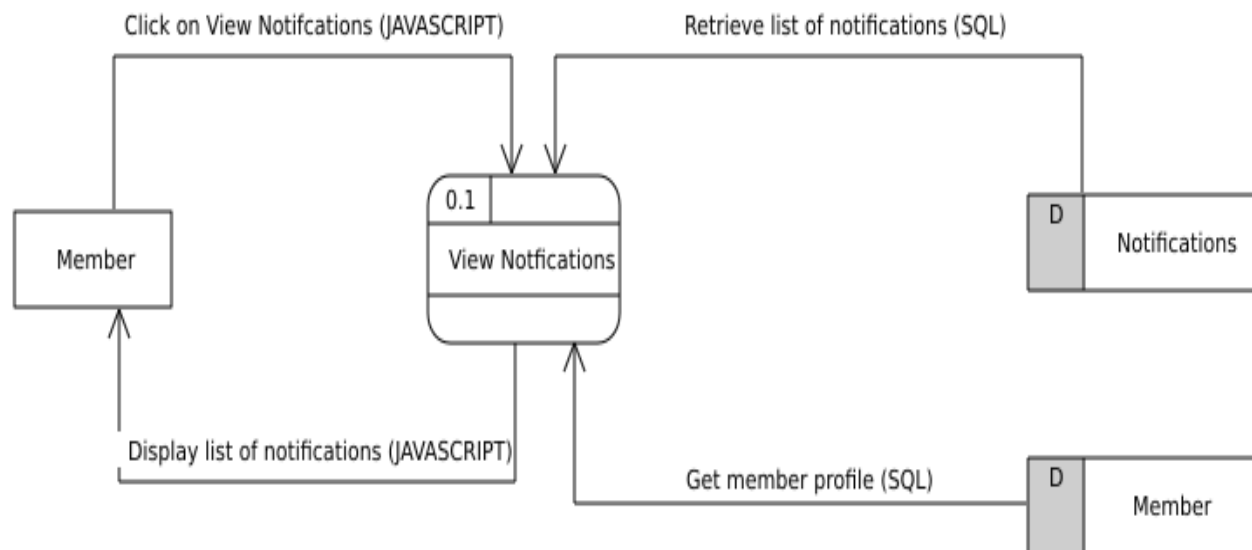 Click on View Notifcations (JAVASCRIPT)
Retrieve list of notifications (SQL)
0.1
D
Member
View Notfications
Notifications
Display list of notifications (JAVASCRIPT)
Get member profile (SQL)
D
Member